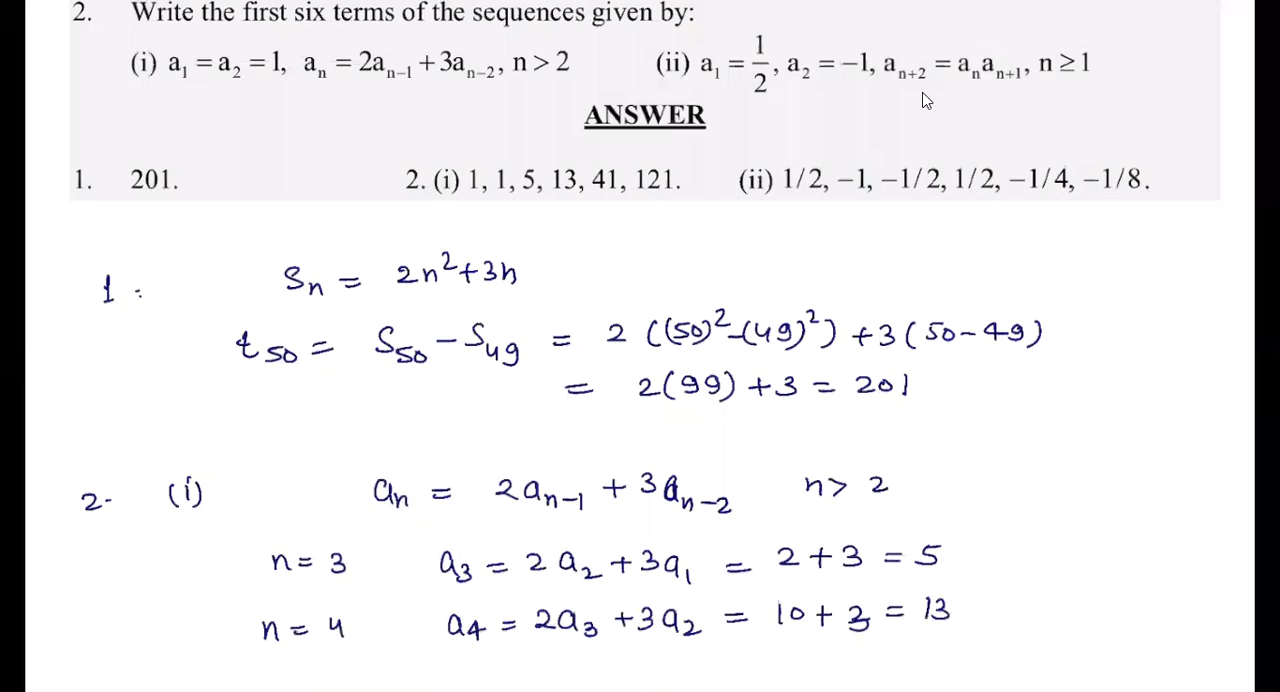 2. Write the first six terms of the sequences given by:
(i) a₁ = a₂ = 1, aₙ = 2aₙ₋₁ + 3aₙ₋₂, n > 2 (ii) a₁ = 1/2, a₂ = −1, aₙ₊₂ = aₙaₙ₊₁, n ≥ 1
ANSWER
1. 201. 2. (i) 1, 1, 5, 13, 41, 121. (ii) 1/2, −1, −1/2, 1/2, −1/4, −1/8.
1 : Sₙ = 2n² + 3n
t₅₀ = S₅₀ − S₄₉ = 2 ((50)² − (49)²) + 3 (50 − 49)
= 2(99) + 3 = 201
2- (i) aₙ = 2aₙ₋₁ + 3aₙ₋₂ n > 2
n = 3 a₃ = 2a₂ + 3a₁ = 2 + 3 = 5
n = 4 a₄ = 2a₃ + 3a₂ = 10 + 3 = 13